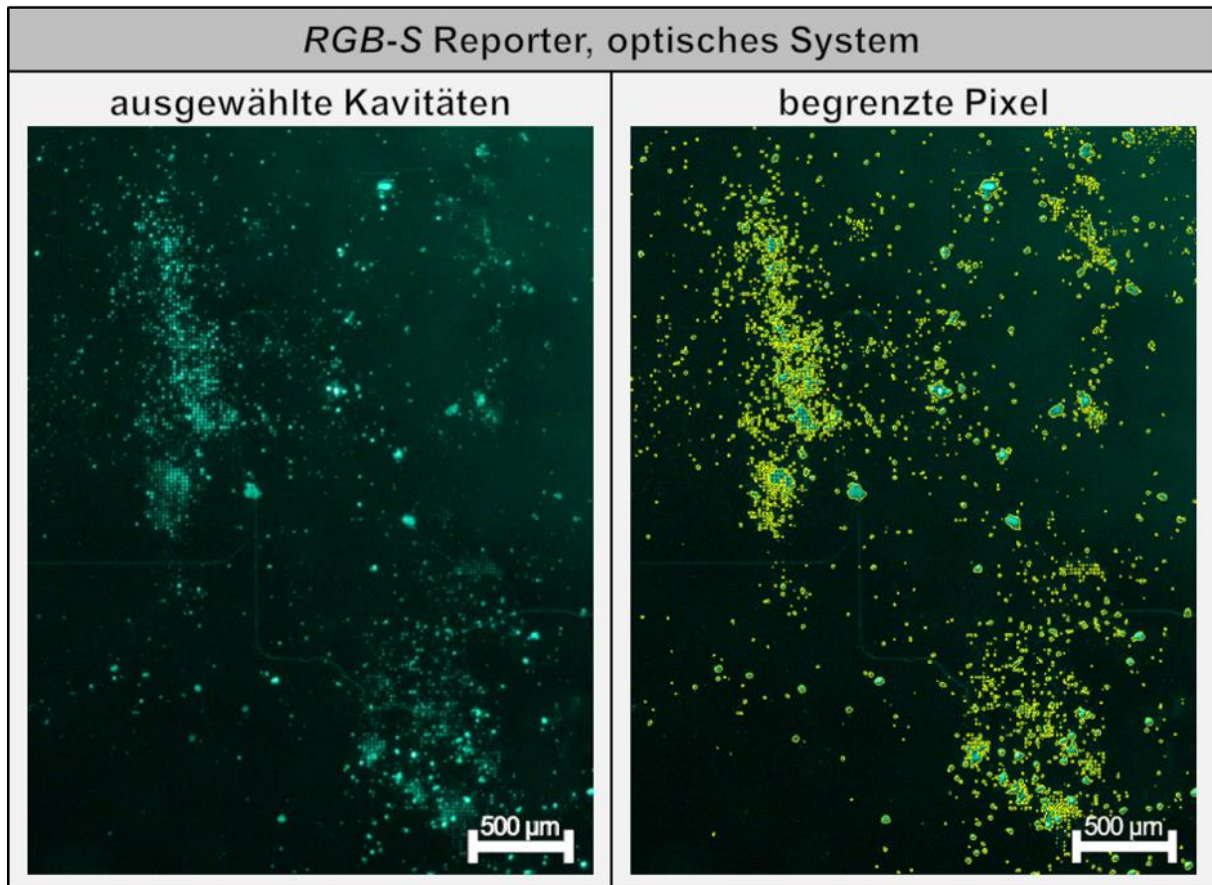 RGB-S Reporter, optisches System
ausgewählte Kavitäten
begrenzte Pixel
500 µm
500 µm